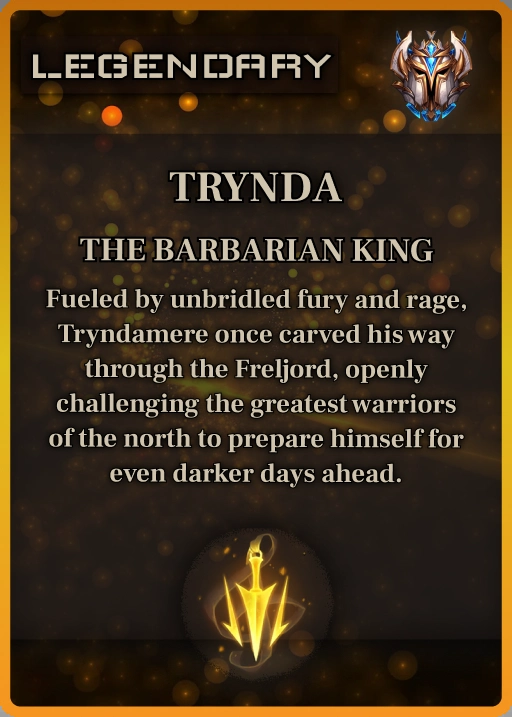 LEGENDARY
TRYNDA
THE BARBARIAN KING
Fueled by unbridled fury and rage,
Tryndamere once carved his way
through the Freljord, openly
challenging the greatest warriors
of the north to prepare himself for
even darker days ahead.